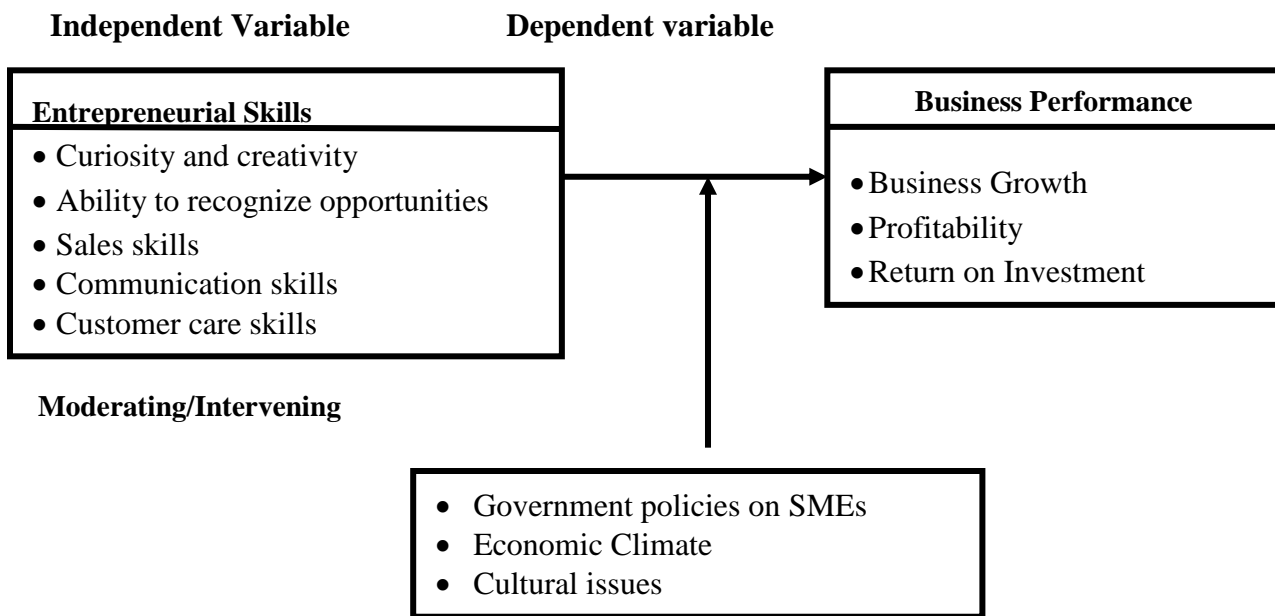 Independent Variable
Dependent variable
Entrepreneurial Skills
• Curiosity and creativity
• Ability to recognize opportunities
• Sales skills
• Communication skills
• Customer care skills
Business Performance
• Business Growth
• Profitability
• Return on Investment
Moderating/Intervening
• Government policies on SMEs
• Economic Climate
• Cultural issues